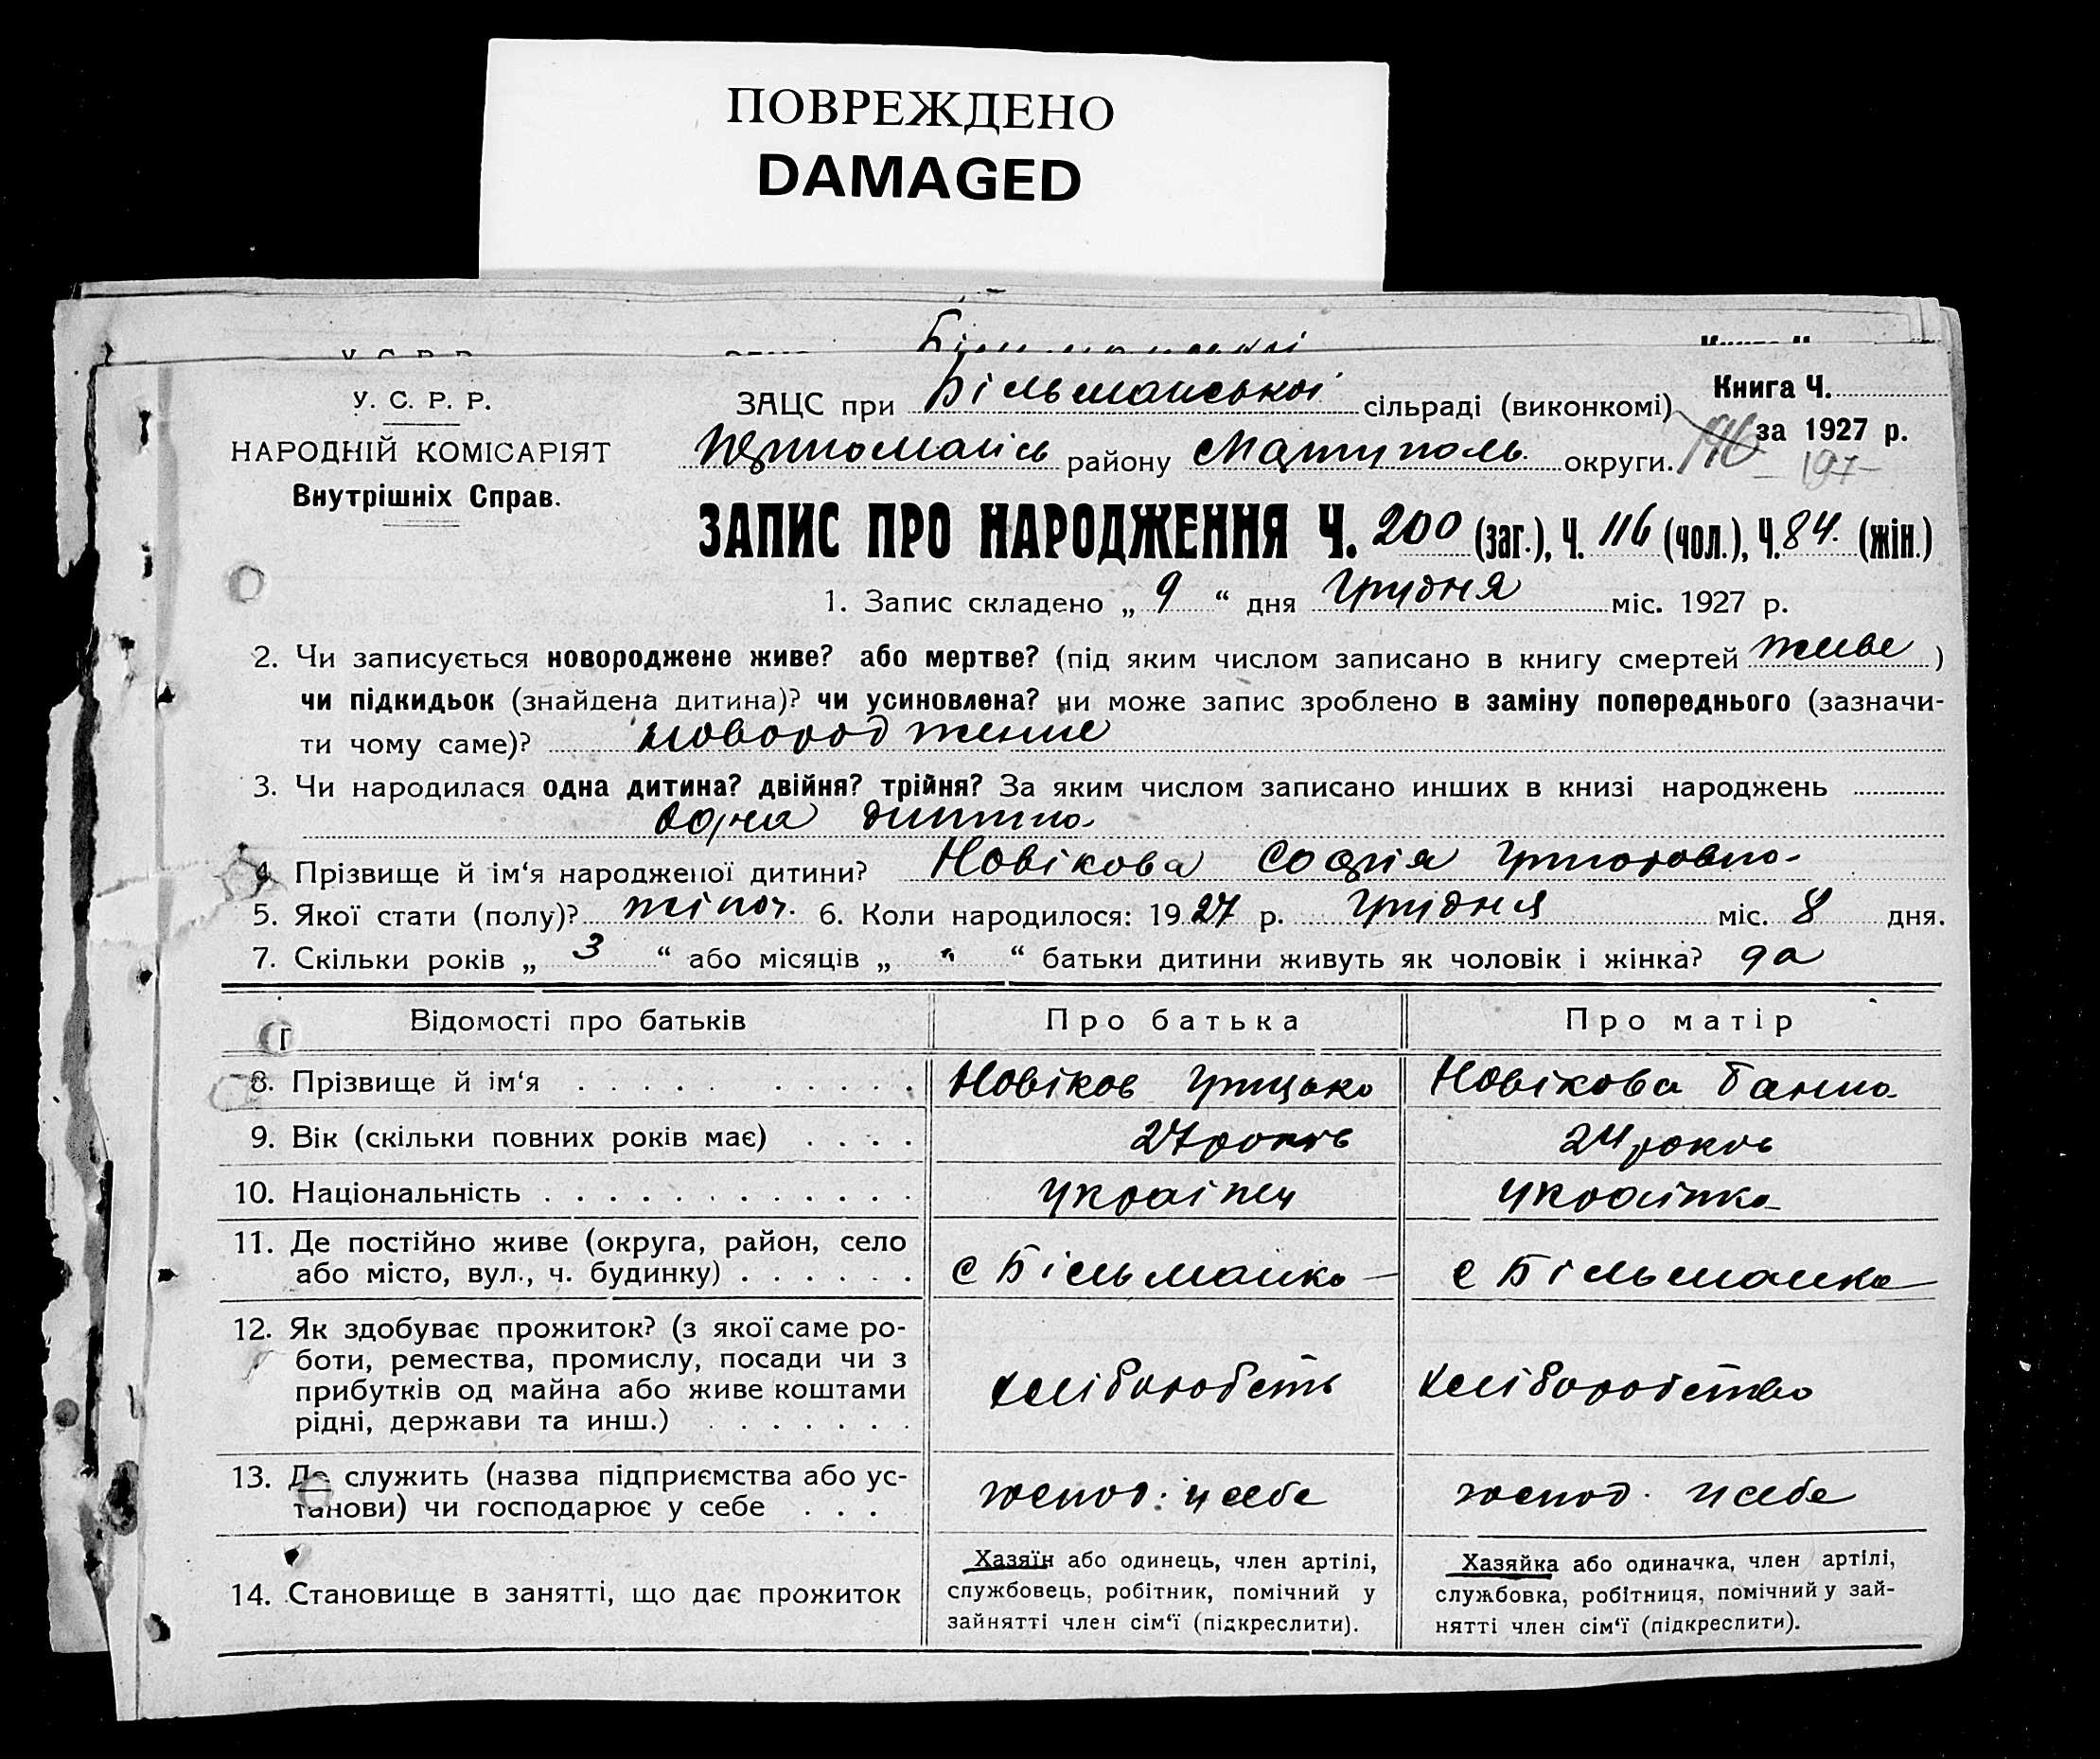 ПОВРЕЖДЕНО
DAMAGED
У. С. Р. Р.
НАРОДНІЙ КОМІСАРІЯТ
Внутрішніх Справ.
ЗАЦС при Більманської сільраді (виконкомі)
Книга Ч.
за 1927 р.
197
району Маріуполь. округи. 196
ЗАПИС ПРО НАРОДЖЕННЯ Ч. 200 (заг.), Ч. 116 (чол.), Ч. 84. (жін.)
1. Запис складено „ 9 “ дня Грудня міс. 1927 р.
2. Чи записується новороджене живе? або мертве? (під яким числом записано в книгу смертей живе )
чи підкидьок (знайдена дитина)? чи усиновлена? чи може запис зроблено в заміну попереднього (зазначи-
ти чому саме)? новородженне
3. Чи народилася одна дитина? двійня? трійня? За яким числом записано инших в книзі народжень
одна дитина
4. Прізвище й ім‘я народженої дитини? Новікова Софія Григоровна
5. Якої стати (полу)? жіноч. 6. Коли народилося: 1927 р. Грудня міс. 8 дня.
7. Скільки років „ 3 “ або місяців „ " “ батьки дитини живуть як чоловік і жінка? да
Відомості про батьків Про батька Про матір
8. Прізвище й ім‘я Новіков Грицько Новікова Ганна
9. Вік (скільки повних років має) 27 років 24 років
10. Національність Українец Українка
11. Де постійно живе (округа, район, село
або місто, вул., ч. будинку) с Більманка с Більманка
12. Як здобуває прожиток? (з якої саме ро-
боти, ремества, промислу, посади чи з
прибутків од майна або живе коштами
рідні, держави та инш.)
хліборобств хліборобство
13. Де служить (назва підприємства або ус-
танови) чи господарює у себе госпód. у себе госпód. у себе
14. Становище в занятті, що дає прожиток
Хазяїн або одинець, член артілі,
службовець, робітник, помічний у
зайнятті член сім‘ї (підкреслити).
Хазяйка або одиначка, член артілі,
службовка, робітниця, помічний у зай-
нятті член сім‘ї (підкреслити).